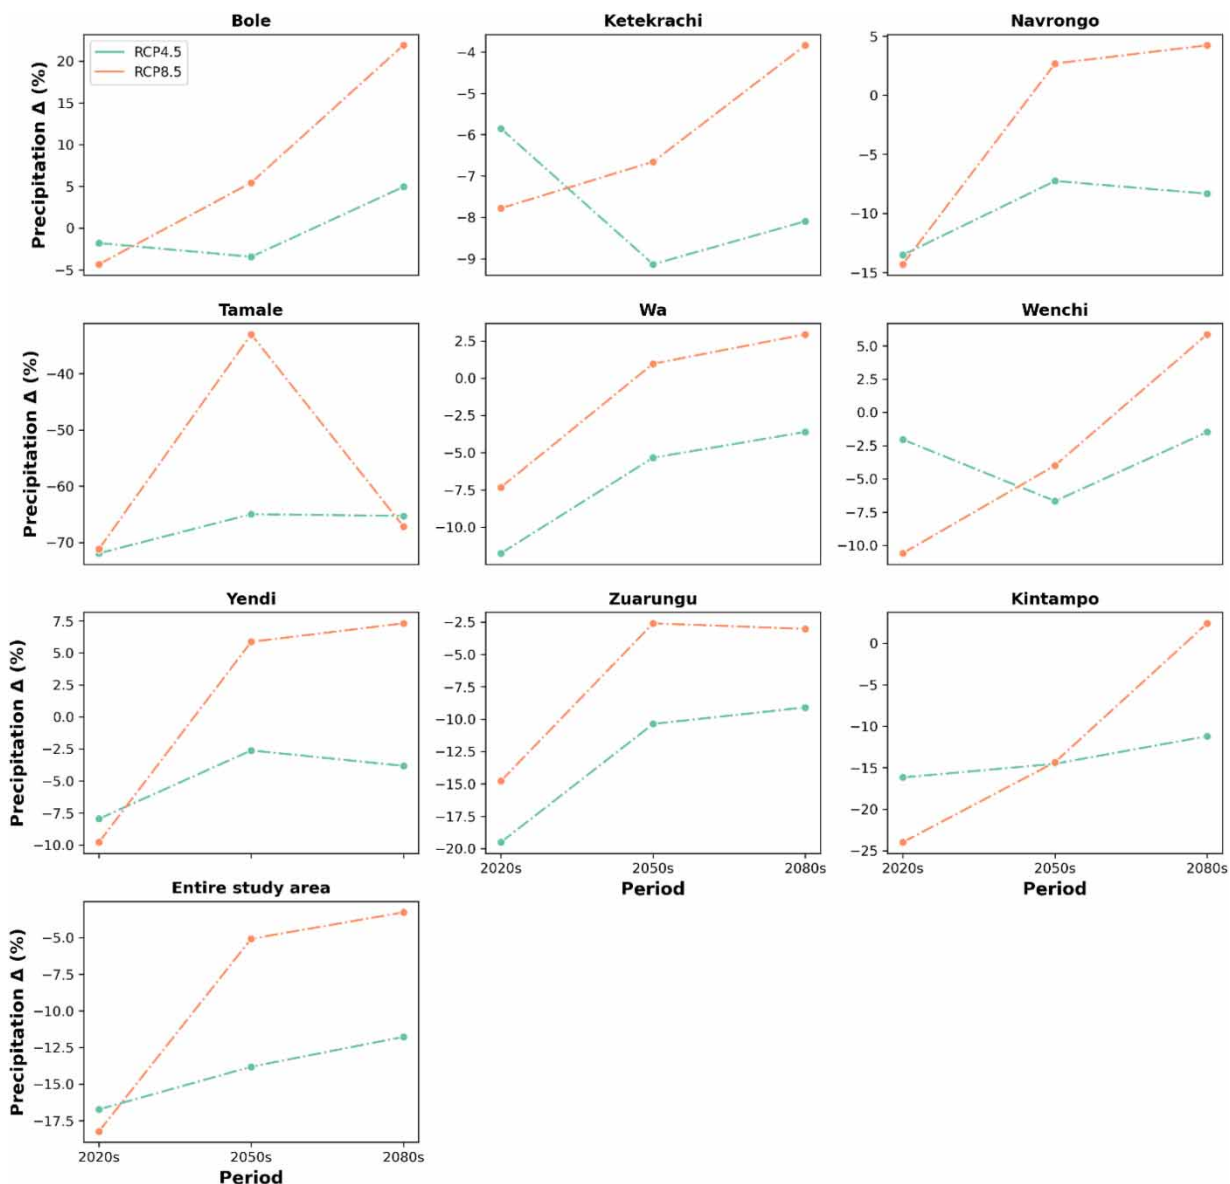 Bole
Ketekrachi
Navrongo
Precipitation Δ (%)
RCP4.5
RCP8.5
20
15
10
5
0
−5
−4
−5
−6
−7
−8
−9
5
0
−5
−10
−15
Tamale
Wa
Wenchi
Precipitation Δ (%)
−40
−50
−60
−70
2.5
0.0
−2.5
−5.0
−7.5
−10.0
5.0
2.5
0.0
−2.5
−5.0
−7.5
−10.0
Yendi
Zuarungu
Kintampo
Precipitation Δ (%)
7.5
5.0
2.5
0.0
−2.5
−5.0
−7.5
−10.0
−2.5
−5.0
−7.5
−10.0
−12.5
−15.0
−17.5
−20.0
2020s 2050s 2080s
Period
0
−5
−10
−15
−20
−25
2020s 2050s 2080s
Period
Entire study area
Precipitation Δ (%)
−5.0
−7.5
−10.0
−12.5
−15.0
−17.5
2020s 2050s 2080s
Period